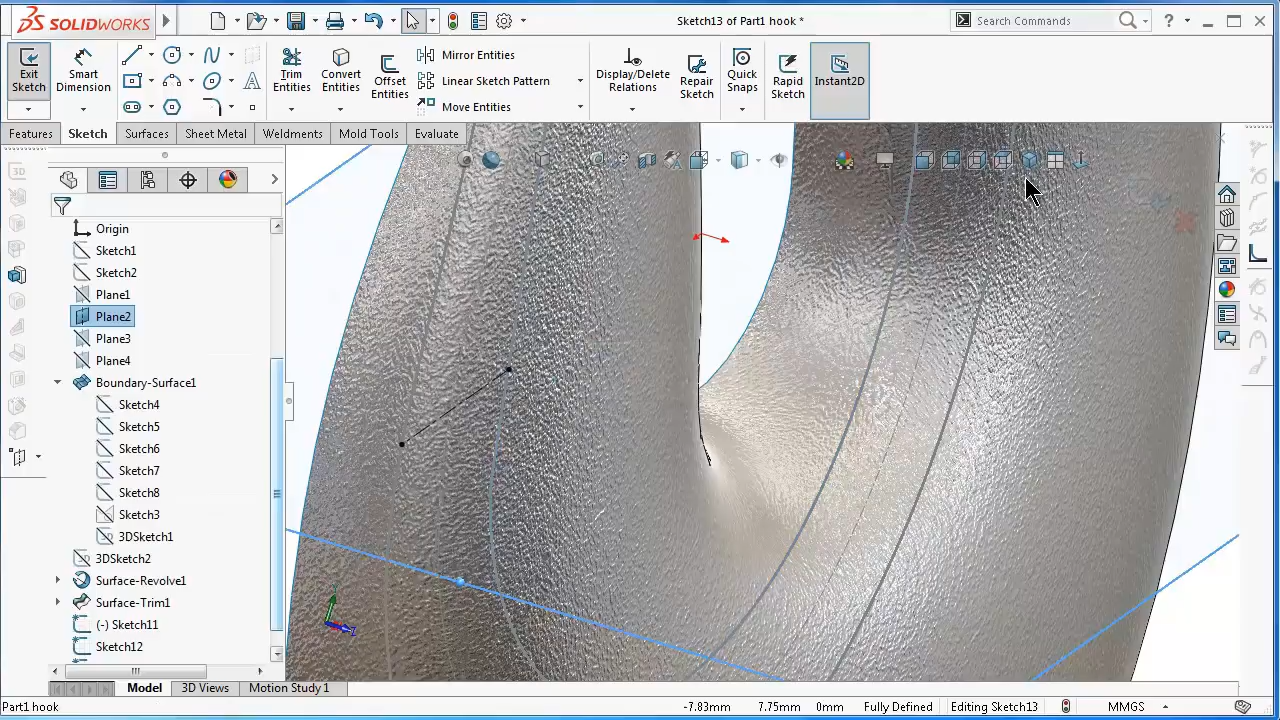 SOLIDWORKS
Sketch13 of Part1 hook *
Search Commands
?
Exit Sketch
Smart Dimension
Trim Entities
Convert Entities
Offset Entities
Mirror Entities
Linear Sketch Pattern
Move Entities
Display/Delete Relations
Repair Sketch
Quick Snaps
Rapid Sketch
Instant2D
Features
Sketch
Surfaces
Sheet Metal
Weldments
Mold Tools
Evaluate
Origin
Sketch1
Sketch2
Plane1
Plane2
Plane3
Plane4
Boundary-Surface1
Sketch4
Sketch5
Sketch6
Sketch7
Sketch8
Sketch3
3DSketch1
3DSketch2
Surface-Revolve1
Surface-Trim1
(-) Sketch11
Sketch12
Z
Model
3D Views
Motion Study 1
Part1 hook
-7.83mm
7.75mm
0mm
Fully Defined
Editing Sketch13
MMGS